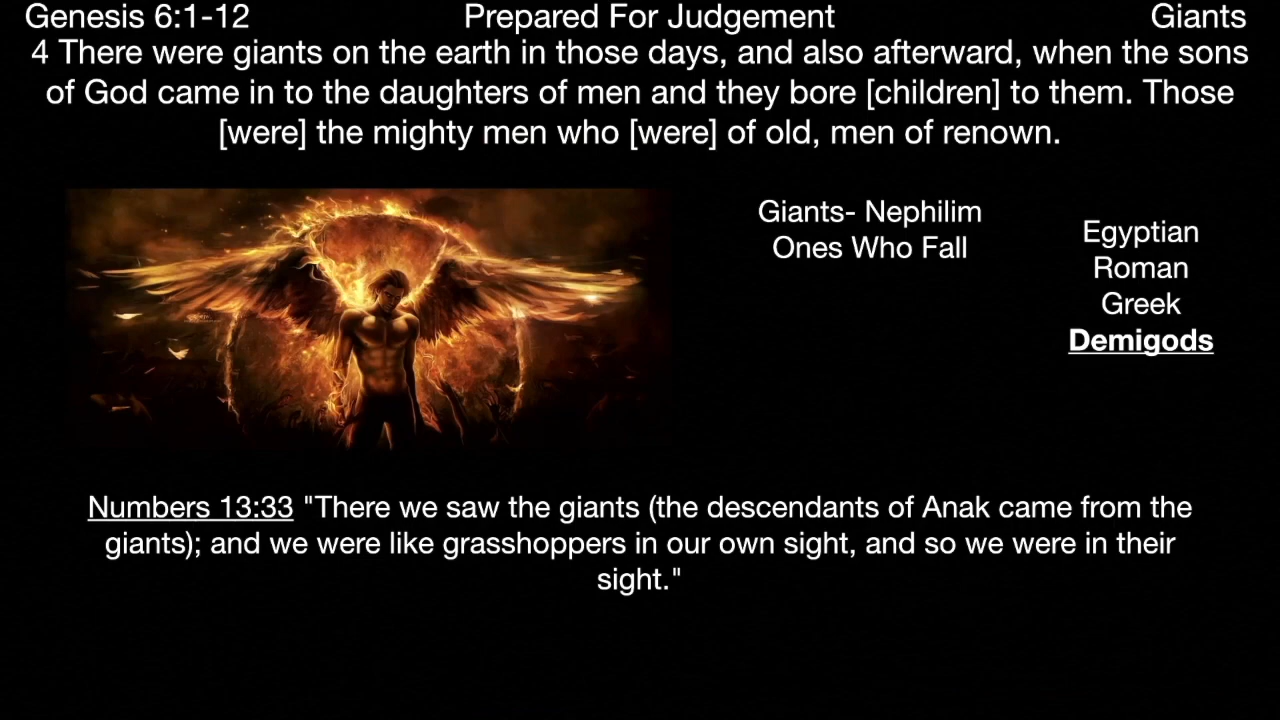 Genesis 6:1-12
Prepared For Judgement
Giants
4 There were giants on the earth in those days, and also afterward, when the sons
of God came in to the daughters of men and they bore [children] to them. Those
[were] the mighty men who [were] of old, men of renown.
Giants- Nephilim
Ones Who Fall
Egyptian
Roman
Greek
Demigods
Numbers 13:33 "There we saw the giants (the descendants of Anak came from the
giants); and we were like grasshoppers in our own sight, and so we were in their
sight."